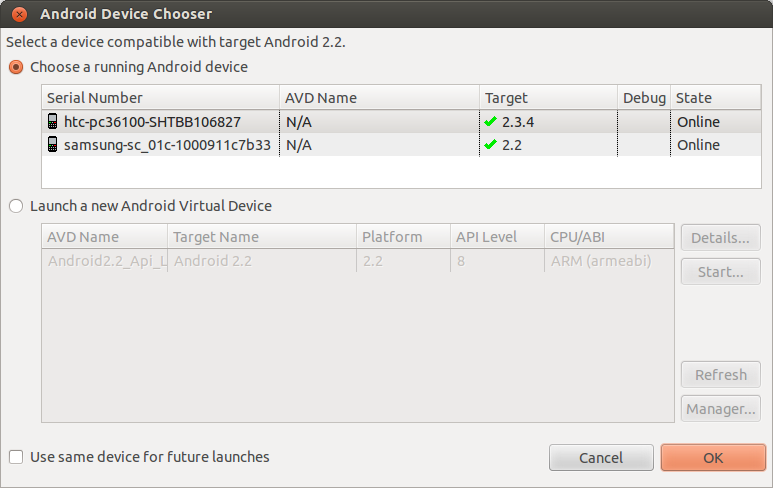 Android Device Chooser
Select a device compatible with target Android 2.2.
Choose a running Android device
Serial Number AVD Name Target Debug State
htc-pc36100-SHTBB106827 N/A 2.3.4 Online
samsung-sc_01c-1000911c7b33 N/A 2.2 Online
Launch a new Android Virtual Device
AVD Name Target Name Platform API Level CPU/ABI Details...
Android2.2_Api_L Android 2.2 2.2 8 ARM (armeabi)
Start...
Refresh
Manager...
Use same device for future launches Cancel OK